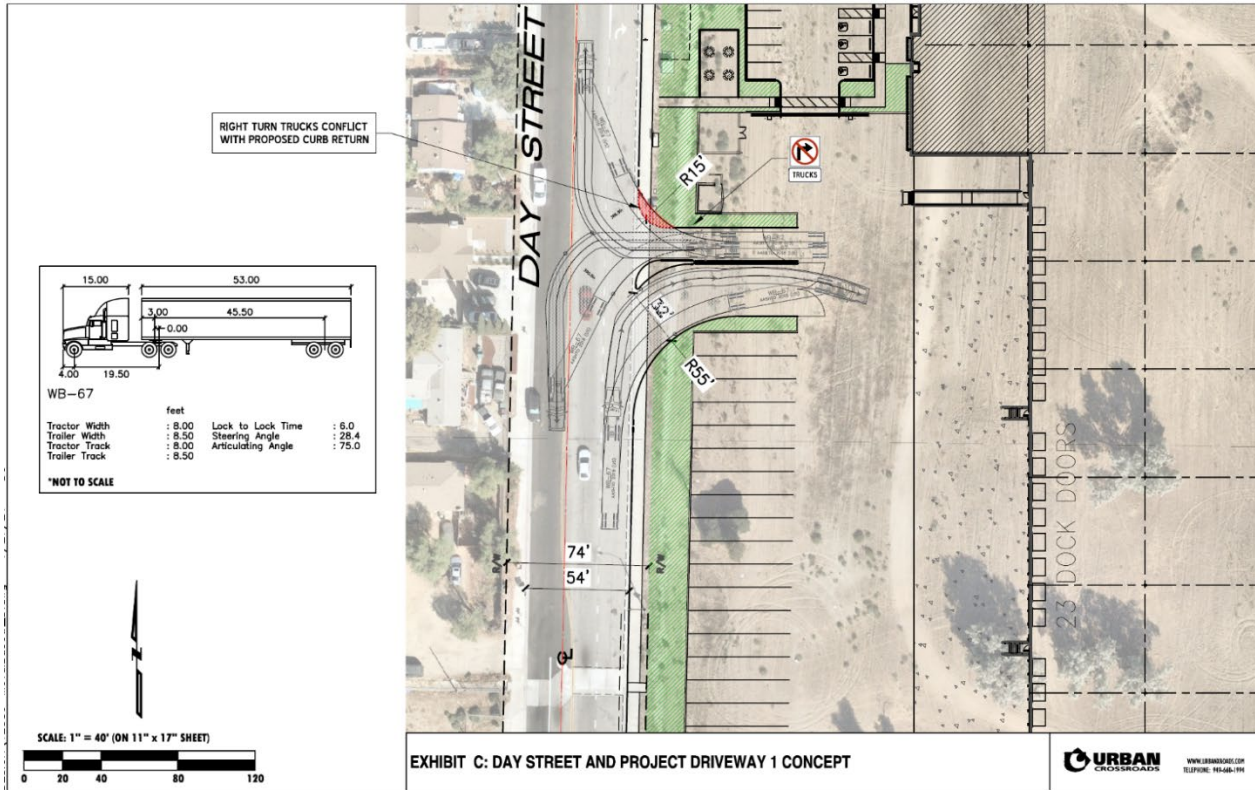 DAY STREET
RIGHT TURN TRUCKS CONFLICT
WITH PROPOSED CURB RETURN
R15'
TRUCKS
DAY STREET
32'
R55'
15.00
53.00
3.00
45.50
0.00
4.00
19.50
WB-67
feet
Tractor Width : 8.00 Lock to Lock Time : 6.0
Trailer Width : 8.50 Steering Angle : 28.4
Tractor Track : 8.00 Articulating Angle : 75.0
Trailer Track : 8.50
*NOT TO SCALE
R/W
74'
R/W
54'
23 DOCK DOORS
CL
N
SCALE: 1" = 40' (ON 11" x 17" SHEET)
0 20 40 80 120
EXHIBIT C: DAY STREET AND PROJECT DRIVEWAY 1 CONCEPT
URBAN
CROSSROADS